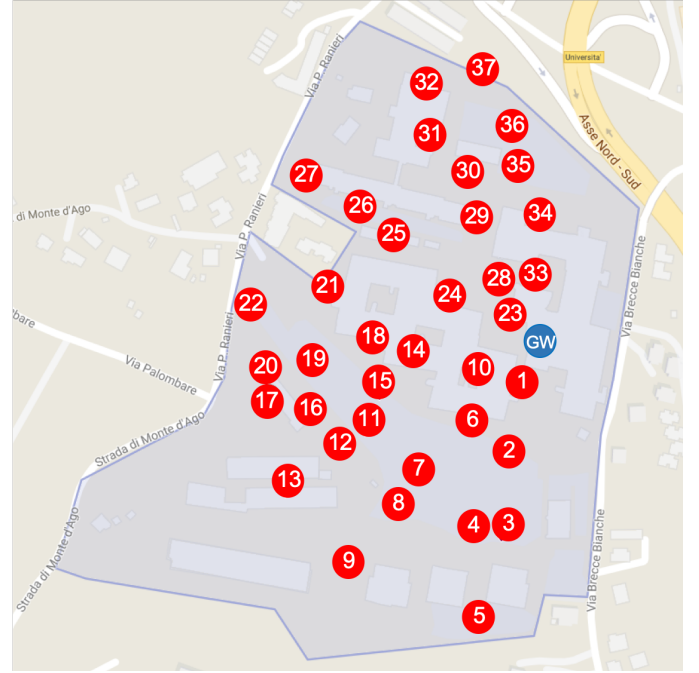 37
32
Universita'
Via P. Ranieri
36
31
Asse Nord - Sud
35
30
27
26
34
29
di Monte d'Ago
25
Via P. Ranieri
Via Brecce Bianche
33
28
21
24
22
23
bare
GW
18
14
Via P. Ranieri
19
20
10
Via Palombare
15
1
17
16
11
6
Strada di Monte d'Ago
12
2
7
13
8
4
3
Strada di Monte d'Ago
9
Via Brecce Bianche
5